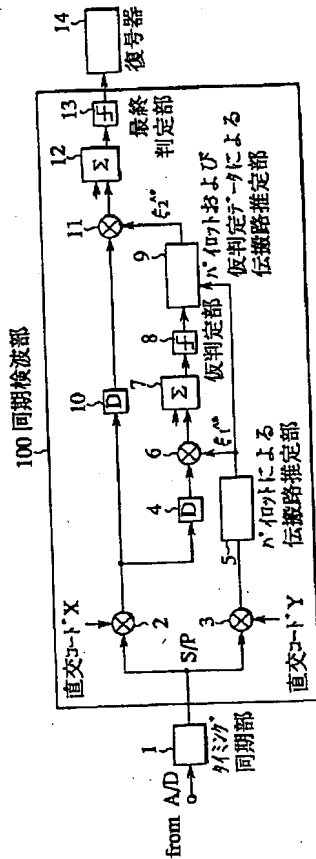 100 同期検波部
直交コード X
from A/D
1
タイミング
同期部
S/P
2
3
直交コード Y
4
D
5
パイロットによる
伝搬路推定部
6
ξ1
7
Σ
8
仮判定部
9
パイロットおよび
仮判定データによる
伝搬路推定部
10
D
11
ξ2
12
Σ
13
最終
判定部
14
復号器